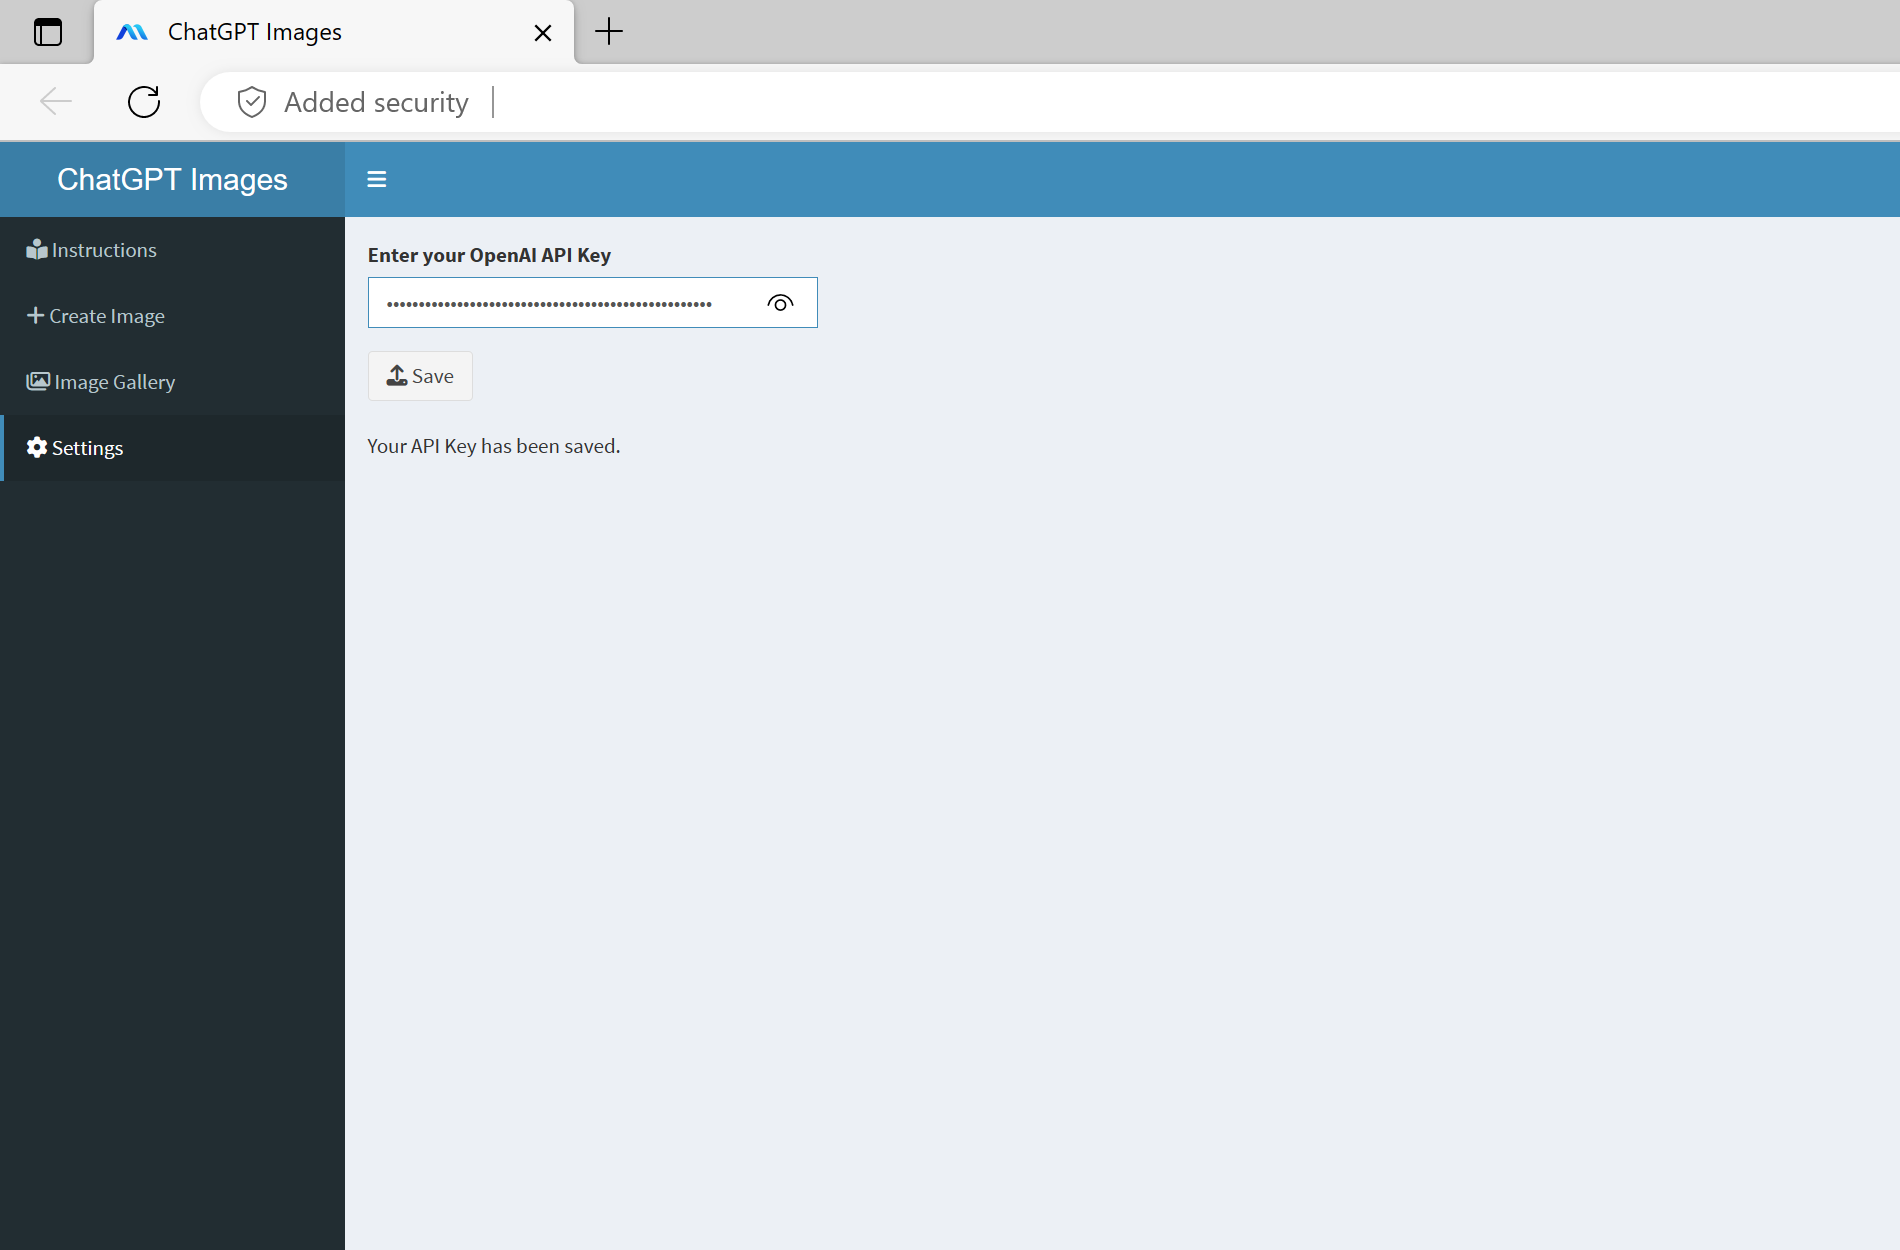 ChatGPT Images
Added security
ChatGPT Images
Instructions
Create Image
Image Gallery
Settings
Enter your OpenAI API Key
Save
Your API Key has been saved.